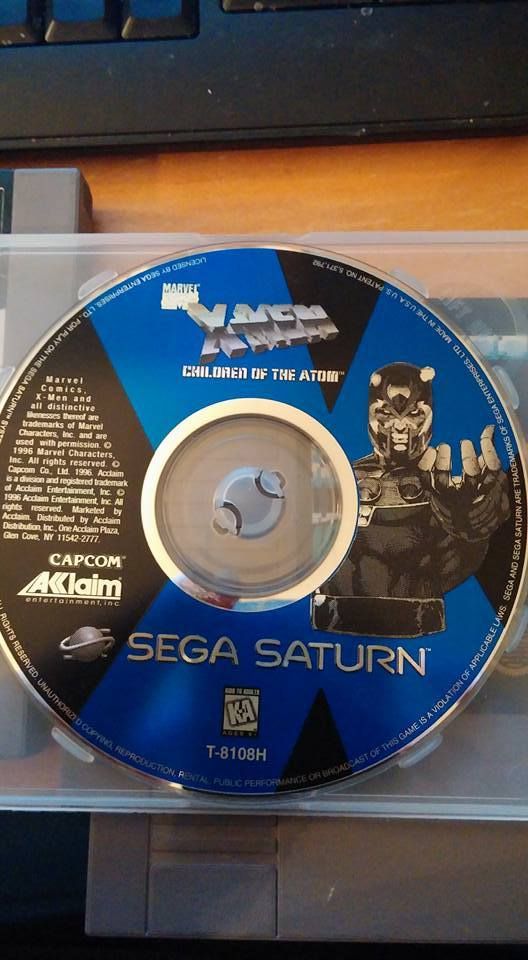 LICENSED BY SEGA ENTERPRISES, LTD. FOR PLAY ON THE SEGA SATURN™ SYSTEM.
PATENT NO. 5,371,792 MADE IN THE U.S.A.
MARVEL
COMICS
X-MEN
CHILDREN OF THE ATOM™
Marvel
Comics,
X-Men and
all distinctive
likenesses thereof are
trademarks of Marvel
Characters, Inc. and are
used with permission. ©
1996 Marvel Characters,
Inc. All rights reserved. ©
Capcom Co., Ltd. 1996. Acclaim
is a division and registered trademark
of Acclaim Entertainment, Inc. ©
1996 Acclaim Entertainment, Inc. All
rights reserved. Marketed by
Acclaim. Distributed by Acclaim
Distribution, Inc., One Acclaim Plaza,
Glen Cove, NY 11542-2777.
CAPCOM®
AKlaim®
entertainment, inc.
SEGA SATURN™
KIDS TO ADULTS
K-A
AGES 6+
T-8108H
SEGA AND SEGA SATURN ARE TRADEMARKS OF SEGA ENTERPRISES, LTD.
ALL RIGHTS RESERVED. UNAUTHORIZED COPYING, REPRODUCTION, RENTAL, PUBLIC PERFORMANCE OR BROADCAST OF THIS GAME IS A VIOLATION OF APPLICABLE LAWS.